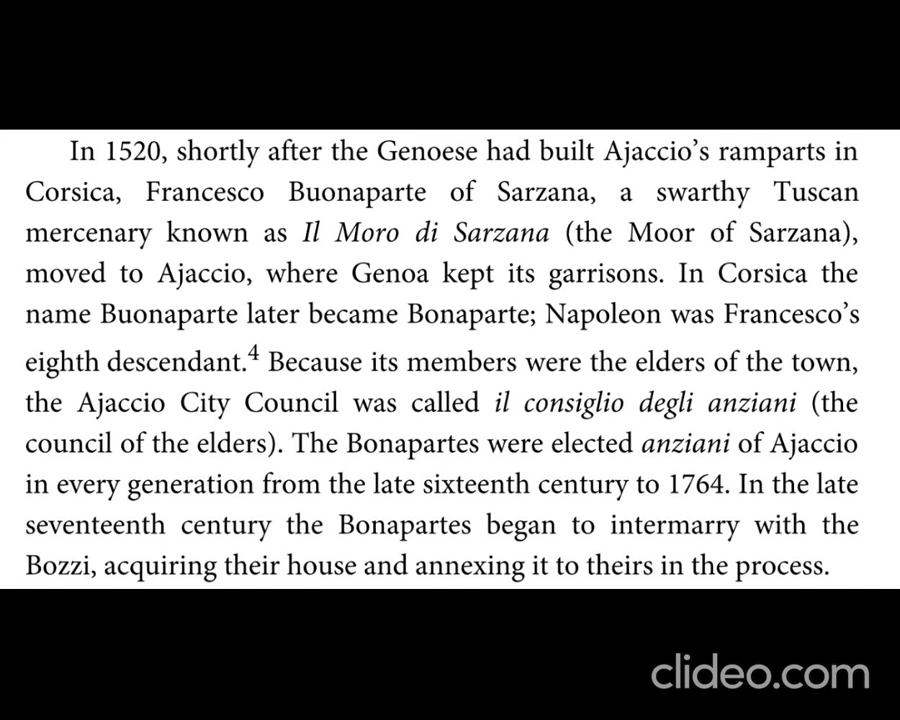 In 1520, shortly after the Genoese had built Ajaccio’s ramparts in
Corsica, Francesco Buonaparte of Sarzana, a swarthy Tuscan
mercenary known as Il Moro di Sarzana (the Moor of Sarzana),
moved to Ajaccio, where Genoa kept its garrisons. In Corsica the
name Buonaparte later became Bonaparte; Napoleon was Francesco’s
eighth descendant.4 Because its members were the elders of the town,
the Ajaccio City Council was called il consiglio degli anziani (the
council of the elders). The Bonapartes were elected anziani of Ajaccio
in every generation from the late sixteenth century to 1764. In the late
seventeenth century the Bonapartes began to intermarry with the
Bozzi, acquiring their house and annexing it to theirs in the process.
clideo.com